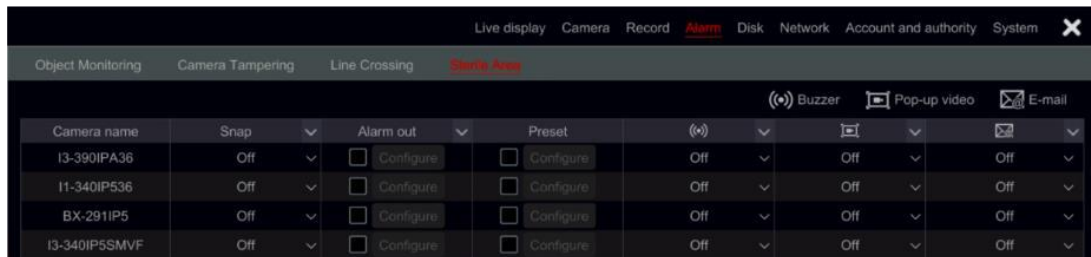 Live display Camera Record Alarm Disk Network Account and authority System
Object Monitoring Camera Tampering Line Crossing Sterile Area
Buzzer Pop-up video E-mail
Camera name Snap Alarm out Preset
I3-390IPA36 Off Configure Configure Off Off Off
I1-340IP536 Off Configure Configure Off Off Off
BX-291IP5 Off Configure Configure Off Off Off
I3-340IP5SMVF Off Configure Configure Off Off Off